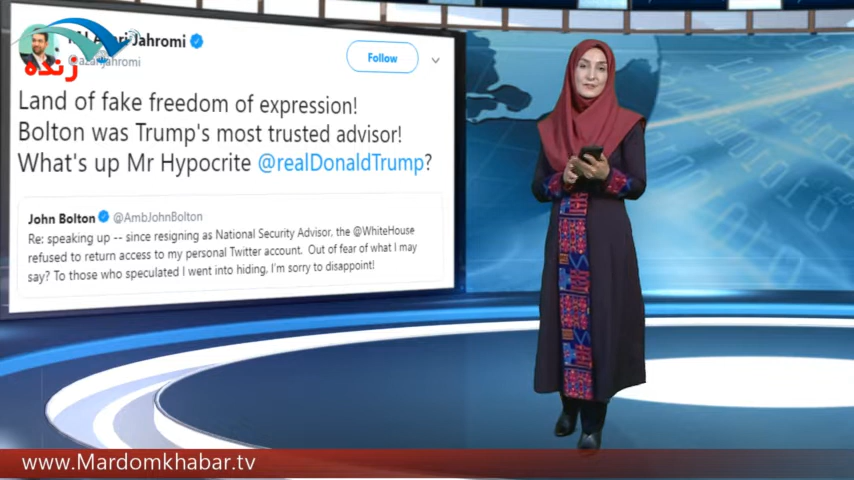 Azari Jahromi
زنده
@azarijahromi
Follow
Land of fake freedom of expression!
Bolton was Trump's most trusted advisor!
What's up Mr Hypocrite @realDonaldTrump?
John Bolton @AmbJohnBolton
Re: speaking up -- since resigning as National Security Advisor, the @WhiteHouse
refused to return access to my personal Twitter account. Out of fear of what I may
say? To those who speculated I went into hiding, I'm sorry to disappoint!
www.Mardomkhabar.tv